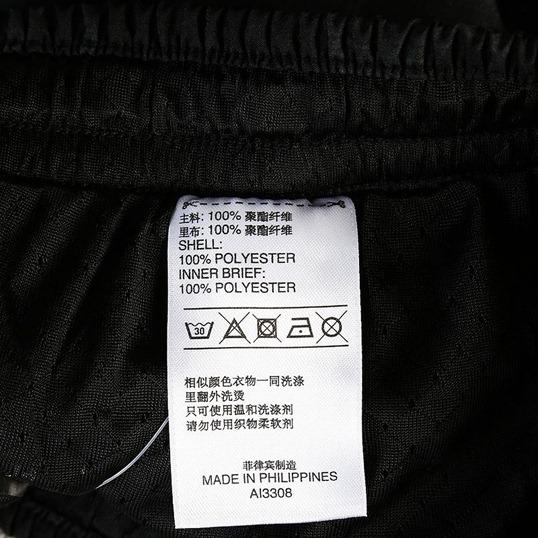 主料: 100% 聚酯纤维
里布: 100% 聚酯纤维
SHELL:
100% POLYESTER
INNER BRIEF:
100% POLYESTER
30
相似颜色衣物一同洗涤
里翻外洗烫
只可使用温和洗涤剂
请勿使用织物柔软剂
菲律宾制造
MADE IN PHILIPPINES
AI3308